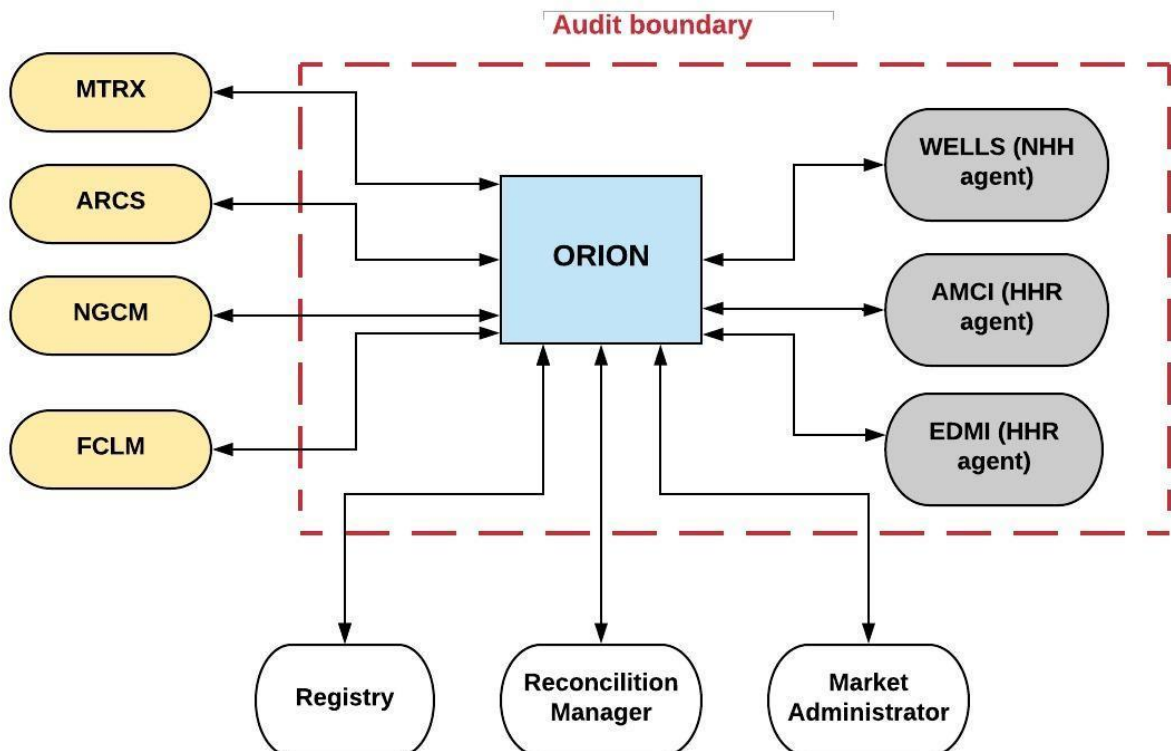 Audit boundary
MTRX
ARCS
NGCM
FCLM
ORION
WELLS (NHH
agent)
AMCI (HHR
agent)
EDMI (HHR
agent)
Registry
Reconcilition
Manager
Market
Administrator